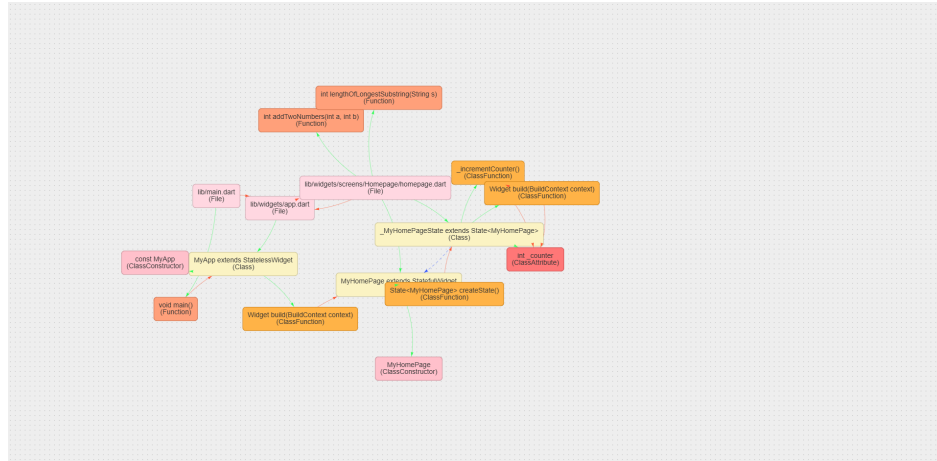 int lengthOfLongestSubstring(String s)
(Function)
int addTwoNumbers(int a, int b)
(Function)
_incrementCounter()
(ClassFunction)
lib/widgets/screens/Homepage/homepage.dart
(File)
Widget build(BuildContext context)
(ClassFunction)
lib/main.dart
(File)
lib/widgets/app.dart
(File)
_MyHomePageState extends State<MyHomePage>
(Class)
const MyApp
(ClassConstructor)
MyApp extends StatelessWidget
(Class)
int _counter
(ClassAttribute)
MyHomePage extends StatefulWidget
State<MyHomePage> createState()
(ClassFunction)
void main()
(Function)
Widget build(BuildContext context)
(ClassFunction)
MyHomePage
(ClassConstructor)